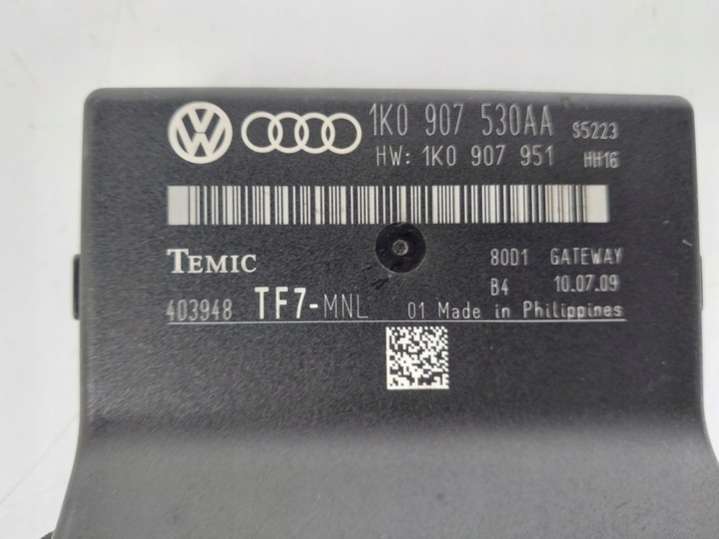 1K0 907 530AA S5223
HW: 1K0 907 951 HH16
TEMIC 80D1 GATEWAY
B4 10.07.09
403948 TF7-MNL 01 Made in Philippines